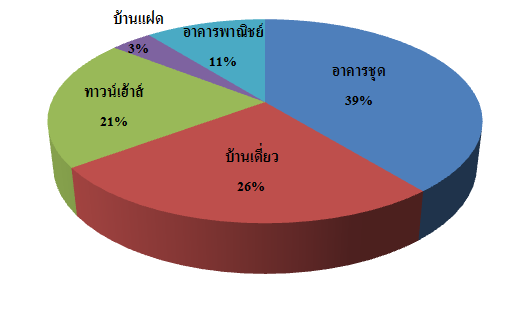 บ้านแฝด
3%
อาคารพาณิชย์
11%
อาคารชุด
39%
ทาวน์เฮ้าส์
21%
บ้านเดี่ยว
26%